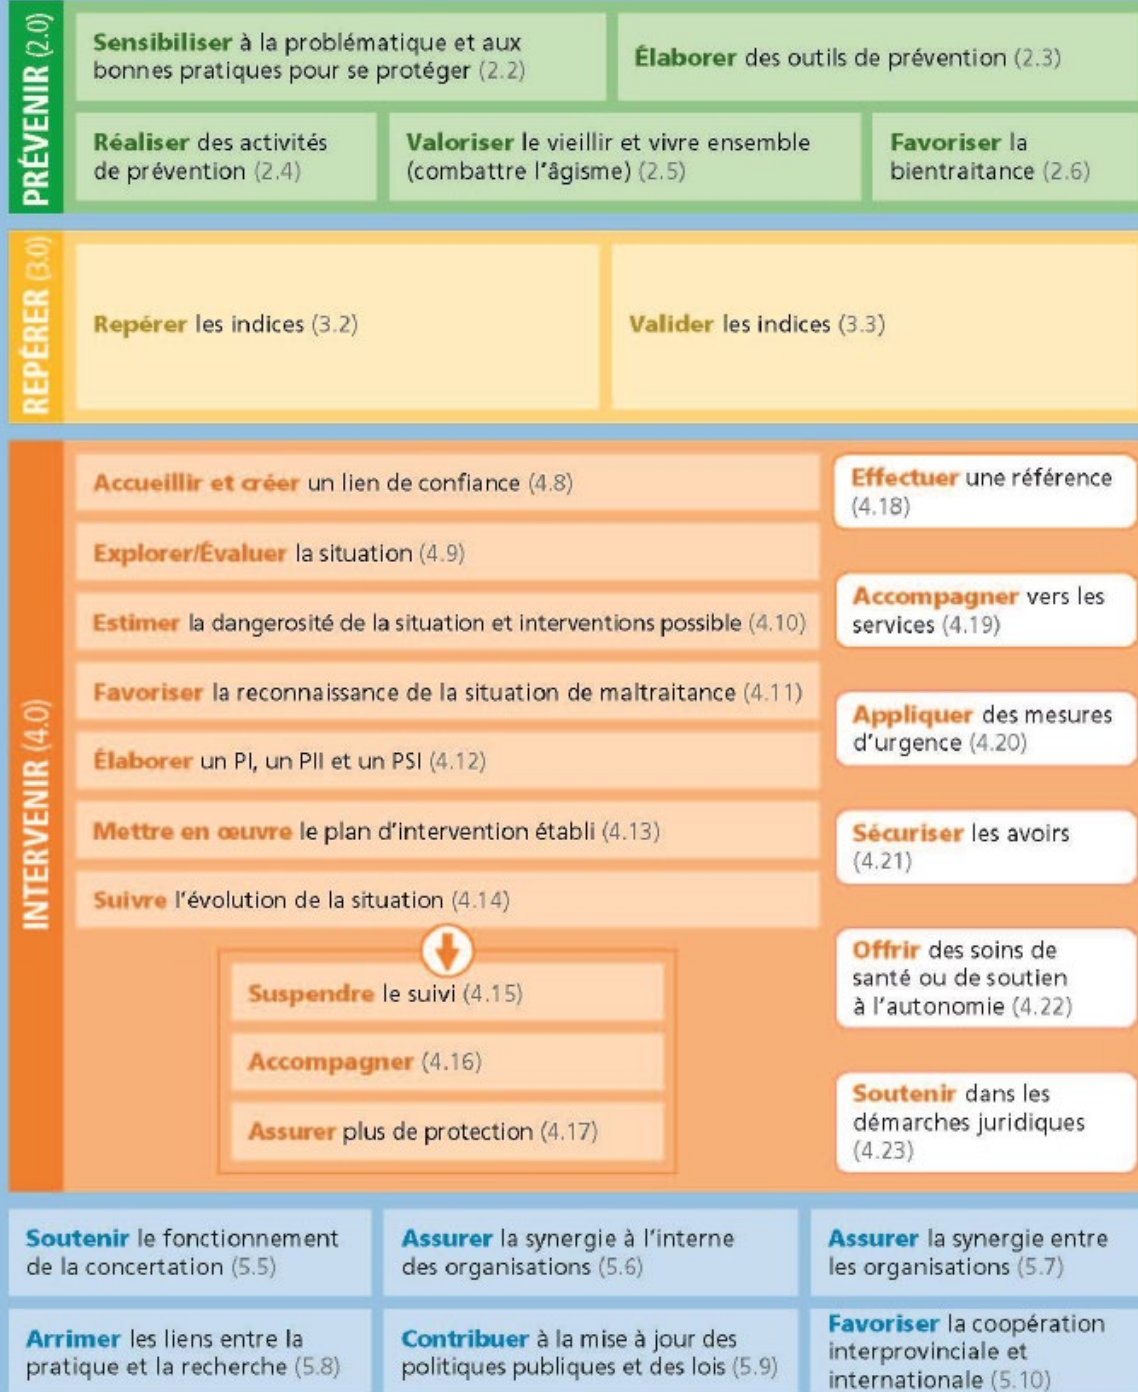 PRÉVENIR (2.0)
Sensibiliser à la problématique et aux
bonnes pratiques pour se protéger (2.2)
Élaborer des outils de prévention (2.3)
Réaliser des activités
de prévention (2.4)
Valoriser le vieillir et vivre ensemble
(combattre l'âgisme) (2.5)
Favoriser la
bientraitance (2.6)
REPÉRER (3.0)
Repérer les indices (3.2)
Valider les indices (3.3)
INTERVENIR (4.0)
Accueillir et créer un lien de confiance (4.8)
Explorer/Évaluer la situation (4.9)
Estimer la dangerosité de la situation et interventions possible (4.10)
Favoriser la reconnaissance de la situation de maltraitance (4.11)
Élaborer un PI, un PII et un PSI (4.12)
Mettre en œuvre le plan d'intervention établi (4.13)
Suivre l'évolution de la situation (4.14)
Suspendre le suivi (4.15)
Accompagner (4.16)
Assurer plus de protection (4.17)
Effectuer une référence
(4.18)
Accompagner vers les
services (4.19)
Appliquer des mesures
d'urgence (4.20)
Sécuriser les avoirs
(4.21)
Offrir des soins de
santé ou de soutien
à l'autonomie (4.22)
Soutenir dans les
démarches juridiques
(4.23)
Soutenir le fonctionnement
de la concertation (5.5)
Assurer la synergie à l'interne
des organisations (5.6)
Assurer la synergie entre
les organisations (5.7)
Arrimer les liens entre la
pratique et la recherche (5.8)
Contribuer à la mise à jour des
politiques publiques et des lois (5.9)
Favoriser la coopération
interprovinciale et
internationale (5.10)